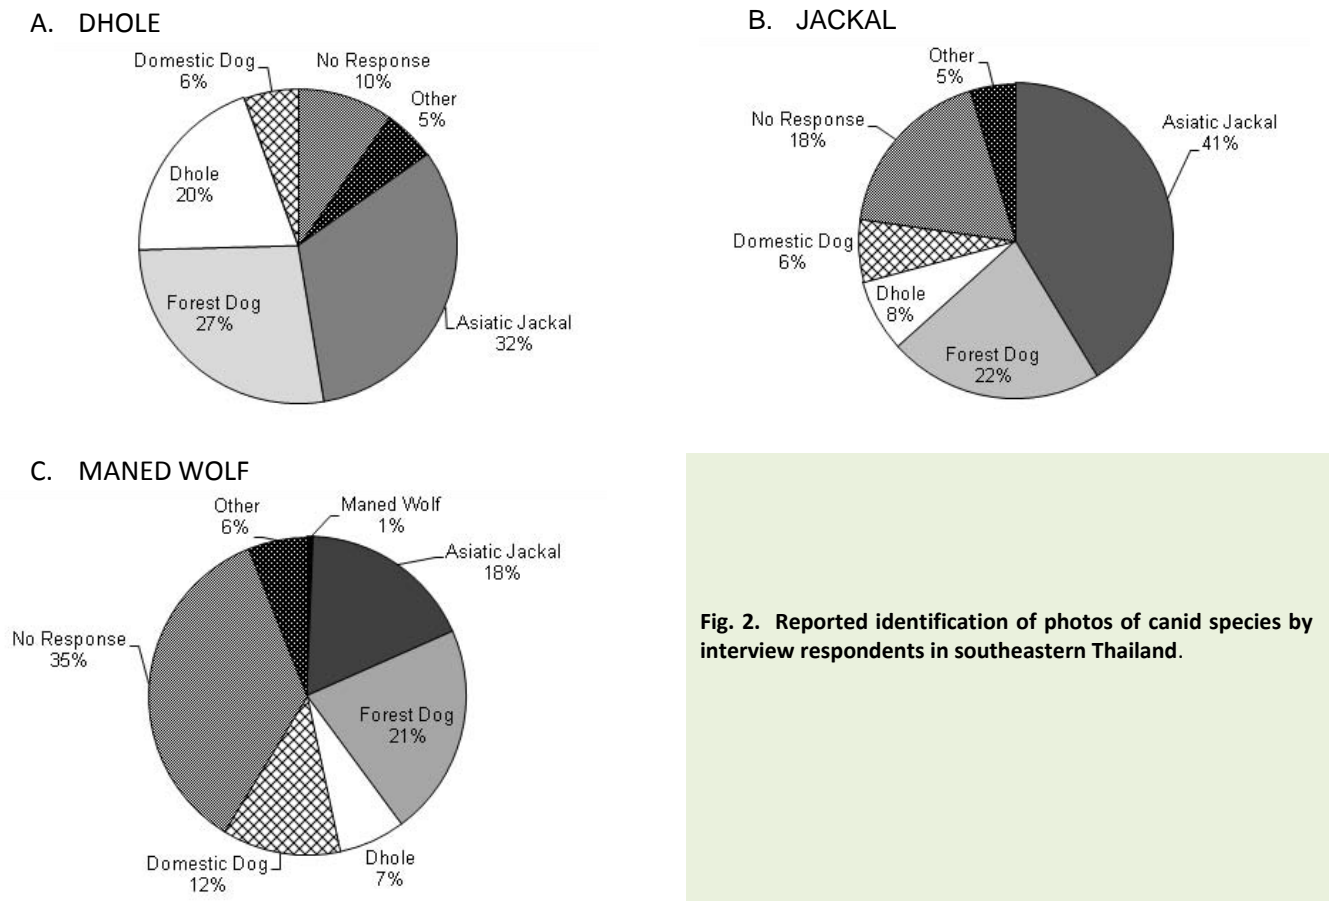 A. DHOLE
Domestic Dog
6%
No Response
10%
Other
5%
Dhole
20%
Forest Dog
27%
Asiatic Jackal
32%
B. JACKAL
Other
5%
No Response
18%
Asiatic Jackal
41%
Domestic Dog
6%
Dhole
8%
Forest Dog
22%
C. MANED WOLF
Other
6%
Maned Wolf
1%
Asiatic Jackal
18%
No Response
35%
Forest Dog
21%
Domestic Dog
12%
Dhole
7%
Fig. 2. Reported identification of photos of canid species by
interview respondents in southeastern Thailand.